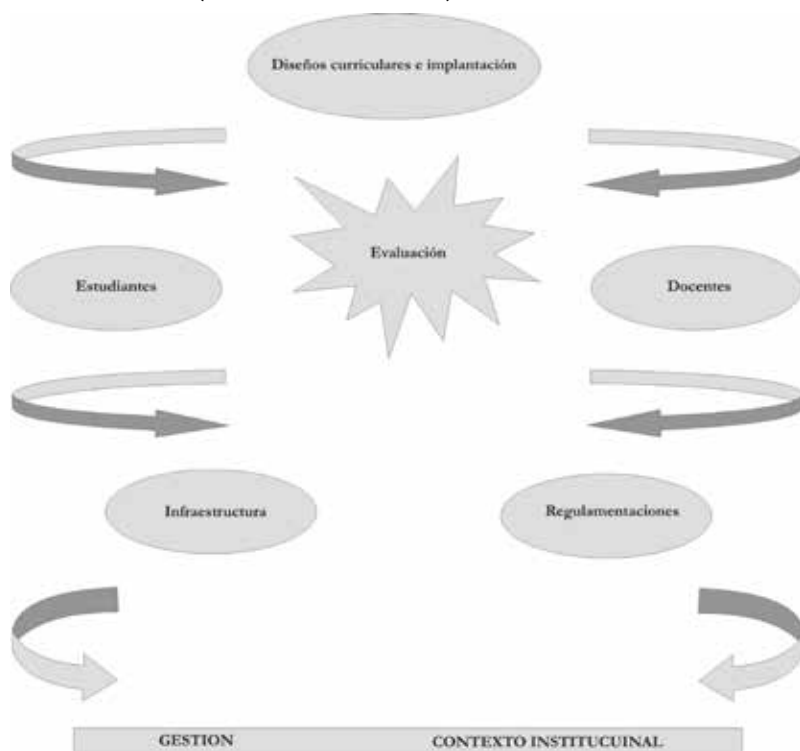 Diseños curriculares e implantación
Evaluación
Estudiantes
Docentes
Infraestructura
Regulamentaciones
GESTION
CONTEXTO INSTITUCUINAL